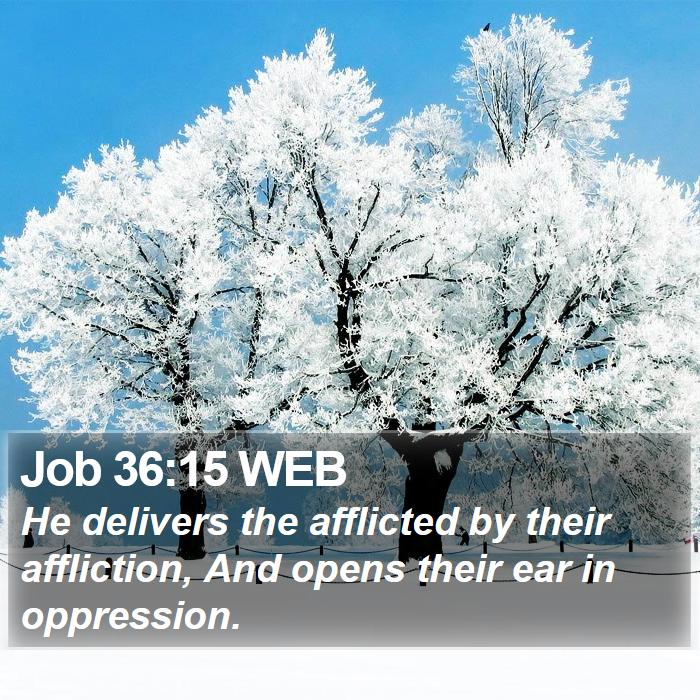 Job 36:15 WEB
He delivers the afflicted by their
affliction, And opens their ear in
oppression.